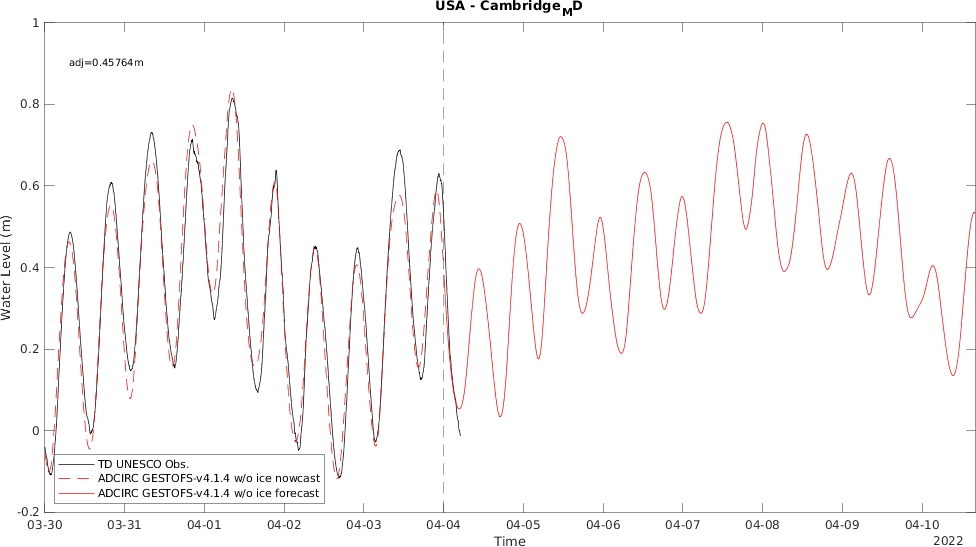 USA - Cambridge_MD
adj=0.45764m
1
0.8
0.6
0.4
0.2
0
-0.2
Water Level (m)
TD UNESCO Obs.
ADCIRC GESTOFS-v4.1.4 w/o ice nowcast
ADCIRC GESTOFS-v4.1.4 w/o ice forecast
03-30 03-31 04-01 04-02 04-03 04-04 04-05 04-06 04-07 04-08 04-09 04-10
Time
2022